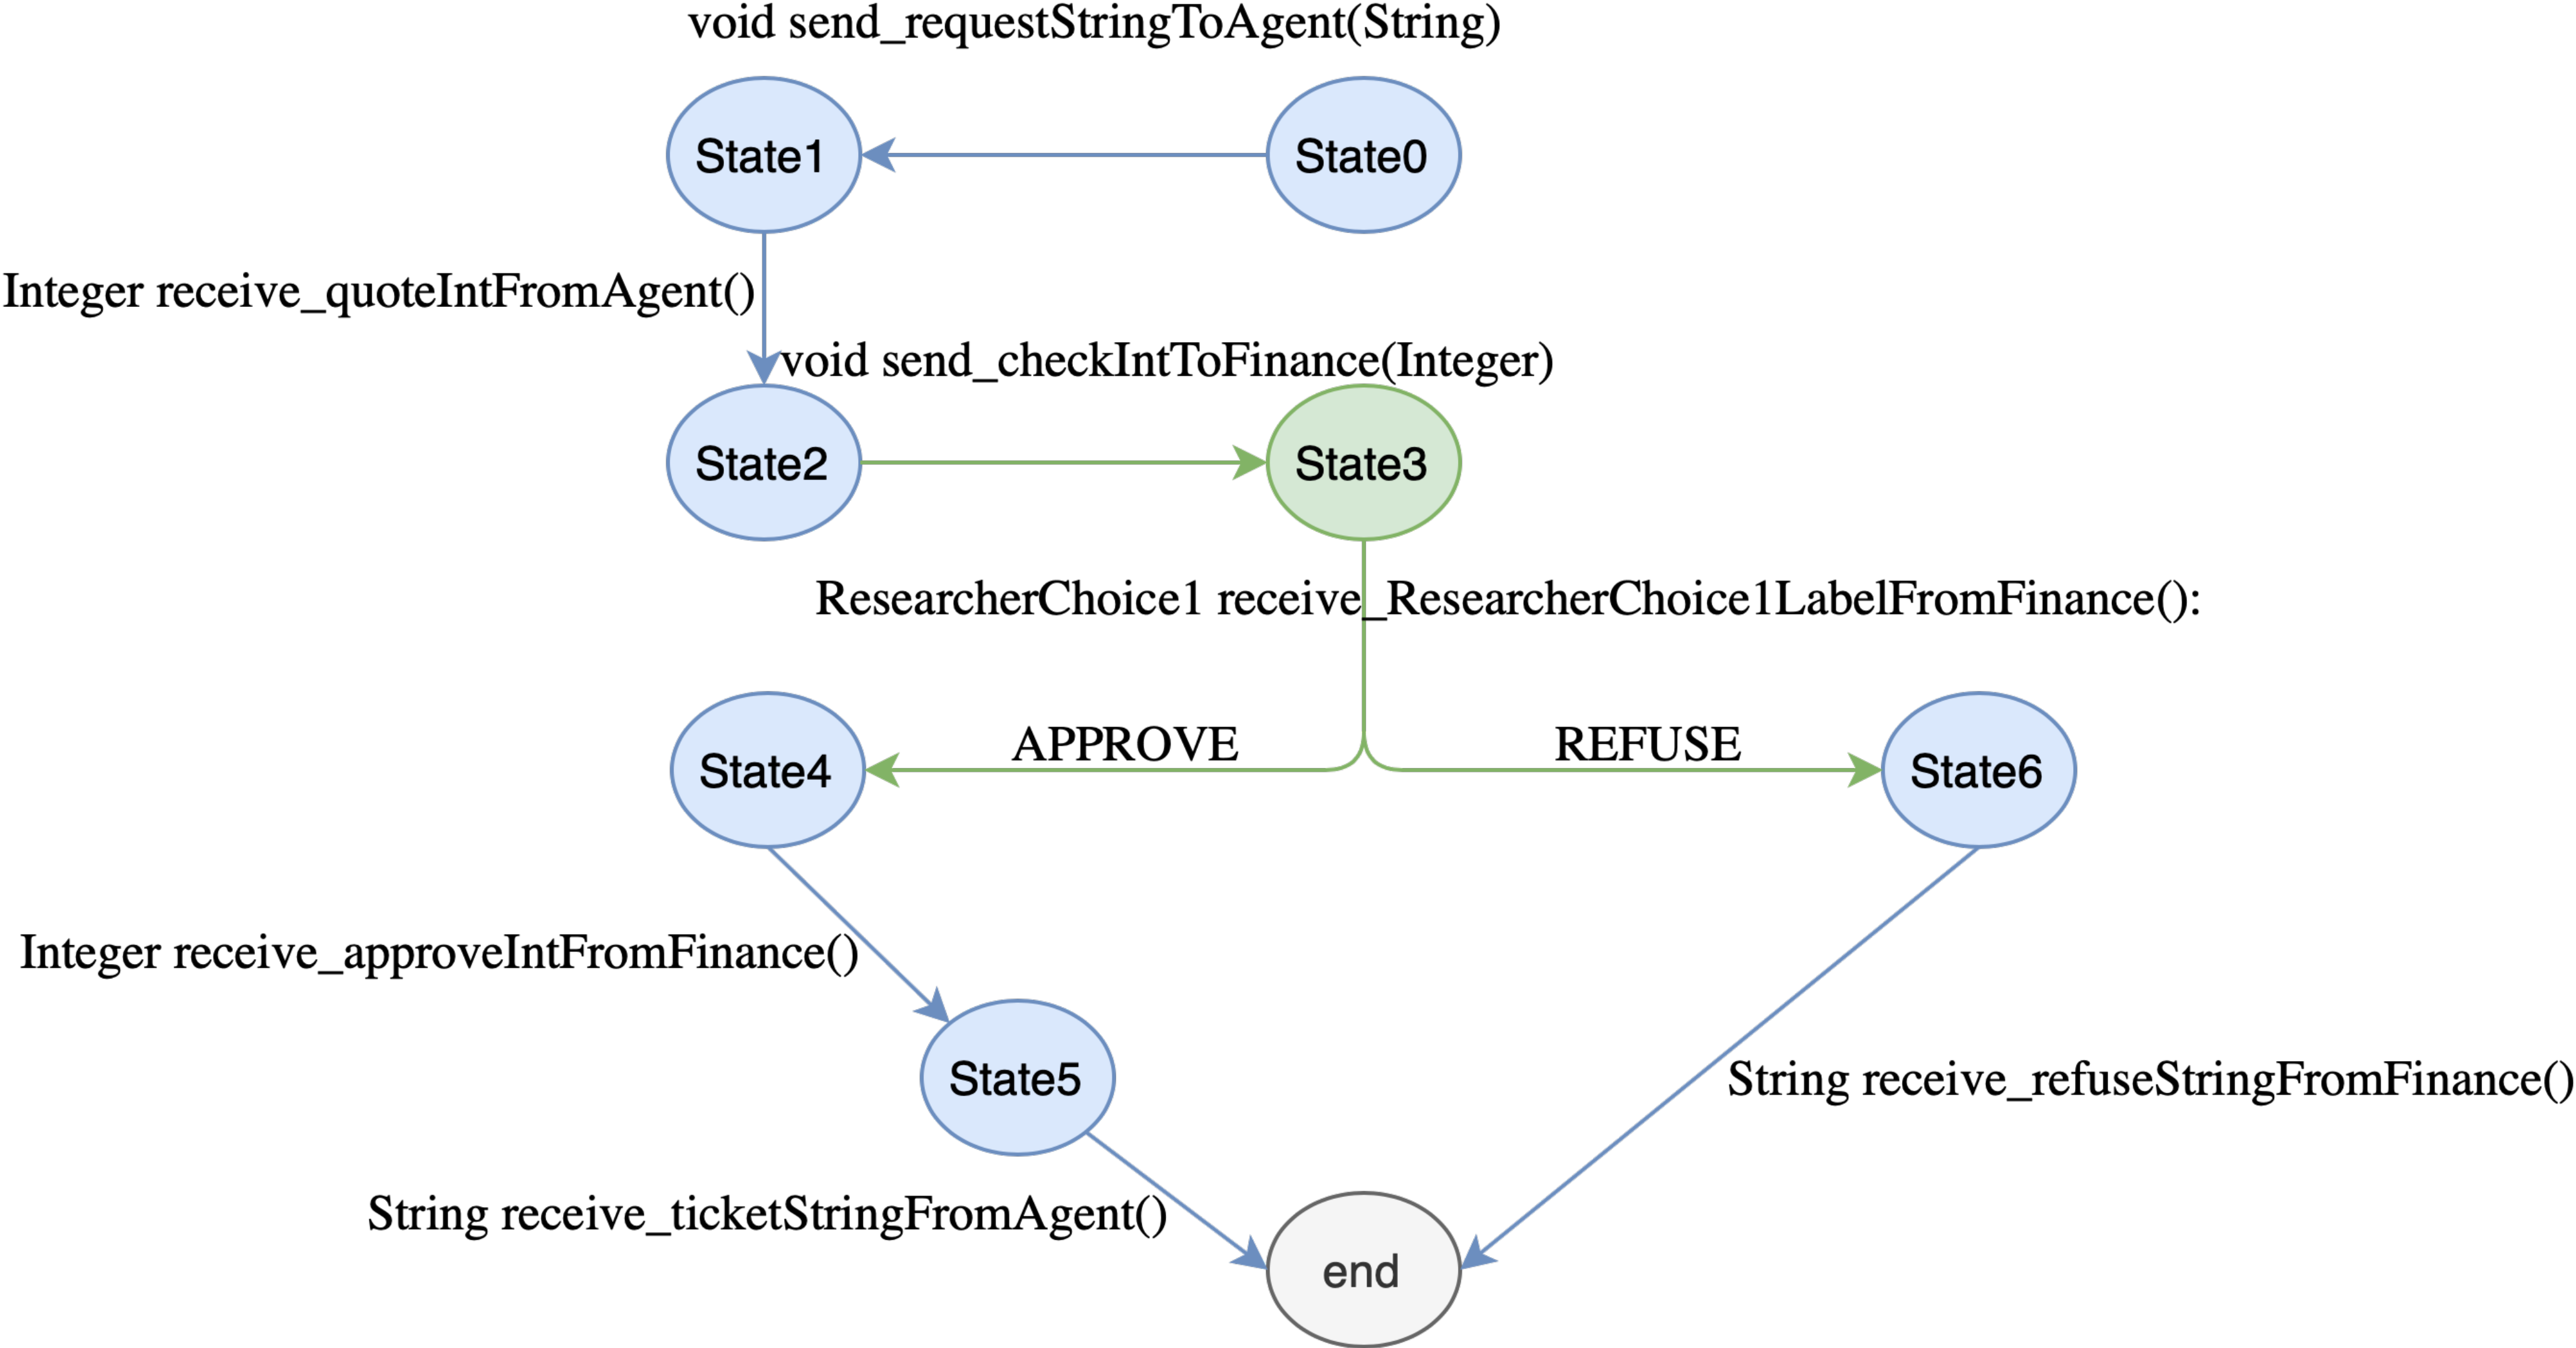 void send_requestStringToAgent(String)
State1
State0
Integer receive_quoteIntFromAgent()
void send_checkIntToFinance(Integer)
State2
State3
ResearcherChoice1 receive_ResearcherChoice1LabelFromFinance():
APPROVE
REFUSE
State4
State6
Integer receive_approveIntFromFinance()
State5
String receive_refuseStringFromFinance()
String receive_ticketStringFromAgent()
end